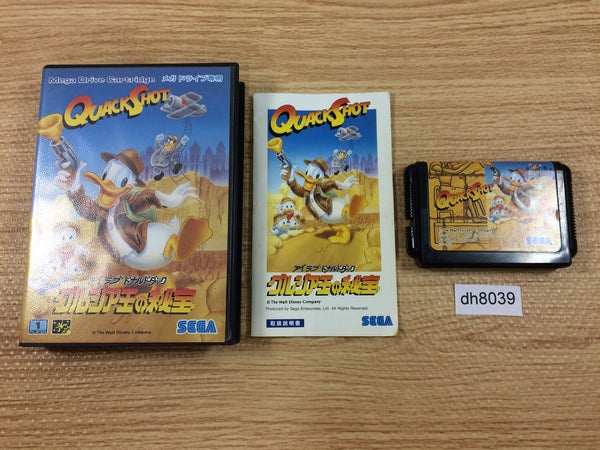 Mega Drive Cartridge メガドライブ専用
QUACKSHOT
アイラブドナルドダック
グルジア王の秘宝
© The Walt Disney Company
1
SEGA
QUACKSHOT
アイラブドナルドダック
グルジア王の秘宝
© The Walt Disney Company
Produced by Sega Enterprises, Ltd. All Rights Reserved.
取扱説明書
SEGA
QUACKSHOT
dh8039